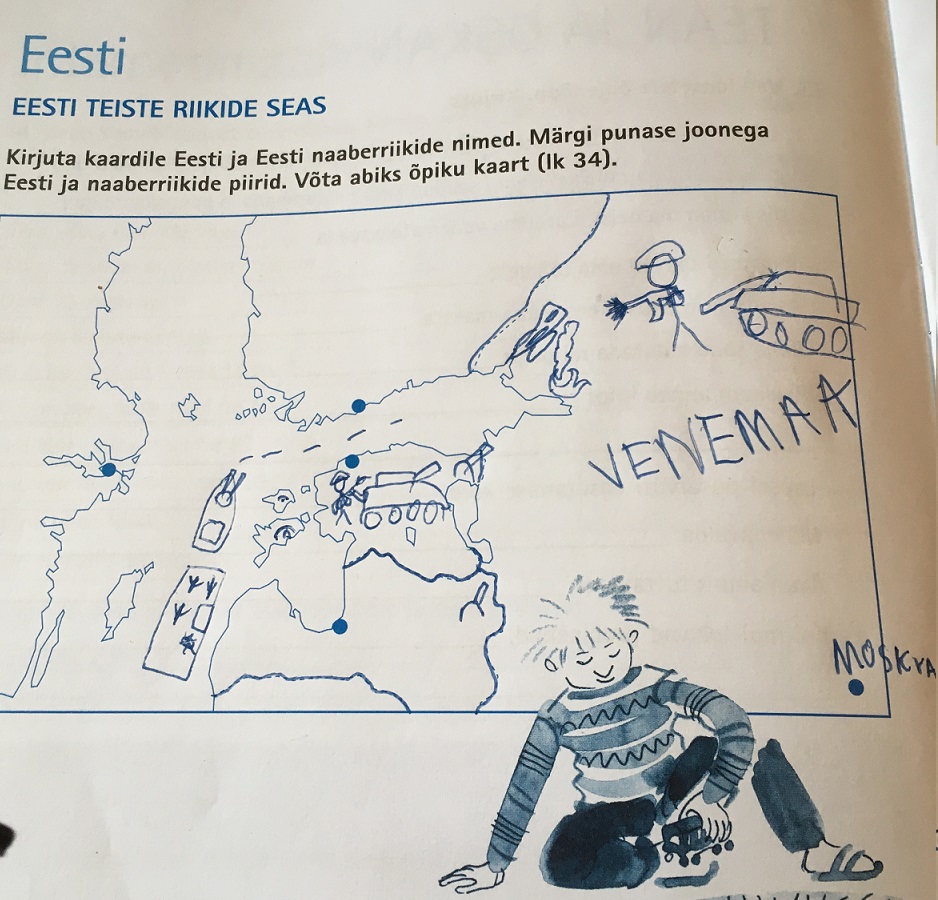 Eesti
EESTI TEISTE RIIKIDE SEAS
Kirjuta kaardile Eesti ja Eesti naaberriikide nimed. Märgi punase joonega
Eesti ja naaberriikide piirid. Võta abiks õpiku kaart (lk 34).
VENEMAA
MOSKVA